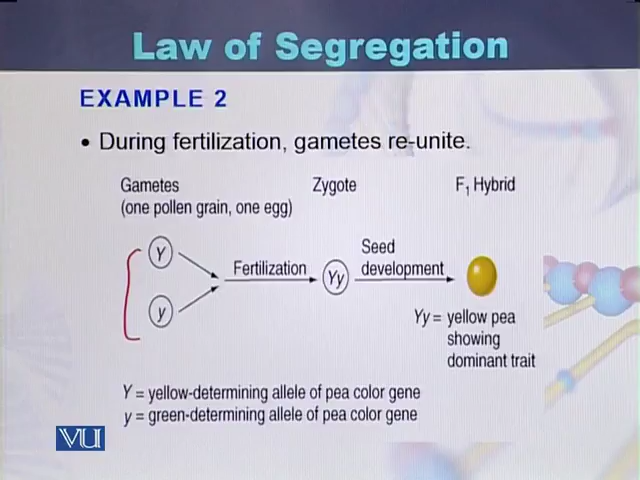 Law of Segregation
EXAMPLE 2
• During fertilization, gametes re-unite.
Gametes
(one pollen grain, one egg)
Zygote
F₁ Hybrid
Y
y
Fertilization
Yy
Seed
development
Yy = yellow pea
showing
dominant trait
Y = yellow-determining allele of pea color gene
y = green-determining allele of pea color gene
VU